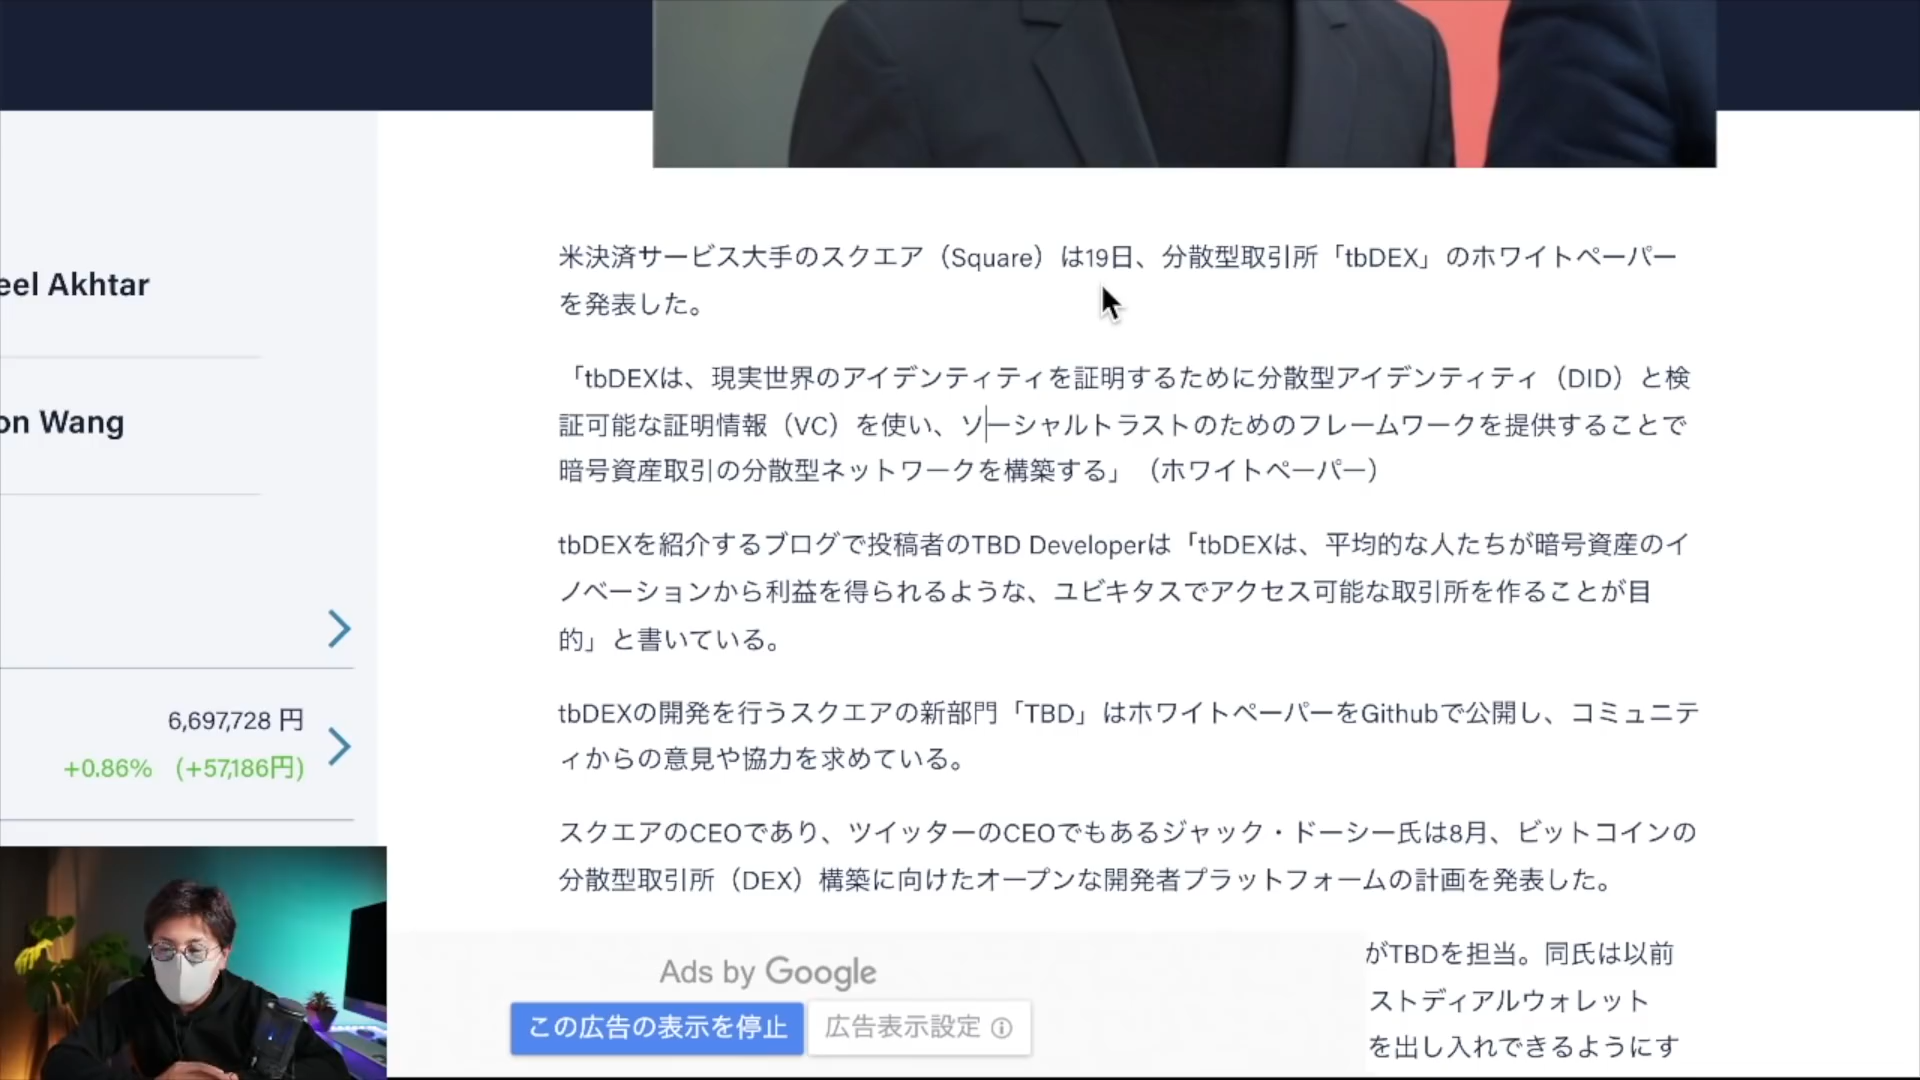 eel Akhtar
on Wang
6,697,728 円
+0.86% (+57,186円)
米決済サービス大手のスクエア（Square）は19日、分散型取引所「tbDEX」のホワイトペーパー
を発表した。
「tbDEXは、現実世界のアイデンティティを証明するために分散型アイデンティティ（DID）と検
証可能な証明情報（VC）を使い、ソーシャルトラストのためのフレームワークを提供することで
暗号資産取引の分散型ネットワークを構築する」（ホワイトペーパー）
tbDEXを紹介するブログで投稿者のTBD Developerは「tbDEXは、平均的な人たちが暗号資産のイ
ノベーションから利益を得られるような、ユビキタスでアクセス可能な取引所を作ることが目
的」と書いている。
tbDEXの開発を行うスクエアの新部門「TBD」はホワイトペーパーをGithubで公開し、コミュニテ
ィからの意見や協力を求めている。
スクエアのCEOであり、ツイッターのCEOでもあるジャック・ドーシー氏は8月、ビットコインの
分散型取引所（DEX）構築に向けたオープンな開発者プラットフォームの計画を発表した。
がTBDを担当。同氏は以前
ストディアルウォレット
を出し入れできるようにす
Ads by Google
この広告の表示を停止
広告表示設定